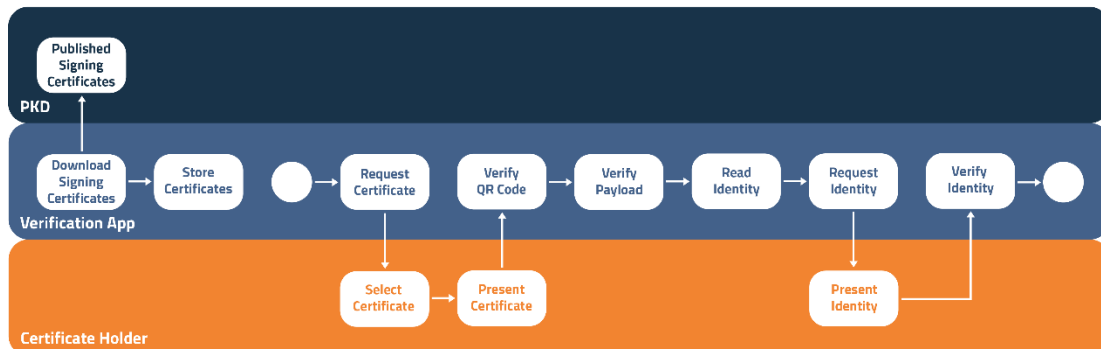 Published
Signing
Certificates
PKD
Download
Signing
Certificates
Store
Certificates
Request
Certificate
Verify
QR Code
Verify
Payload
Read
Identity
Request
Identity
Verify
Identity
Verification App
Select
Certificate
Present
Certificate
Present
Identity
Certificate Holder